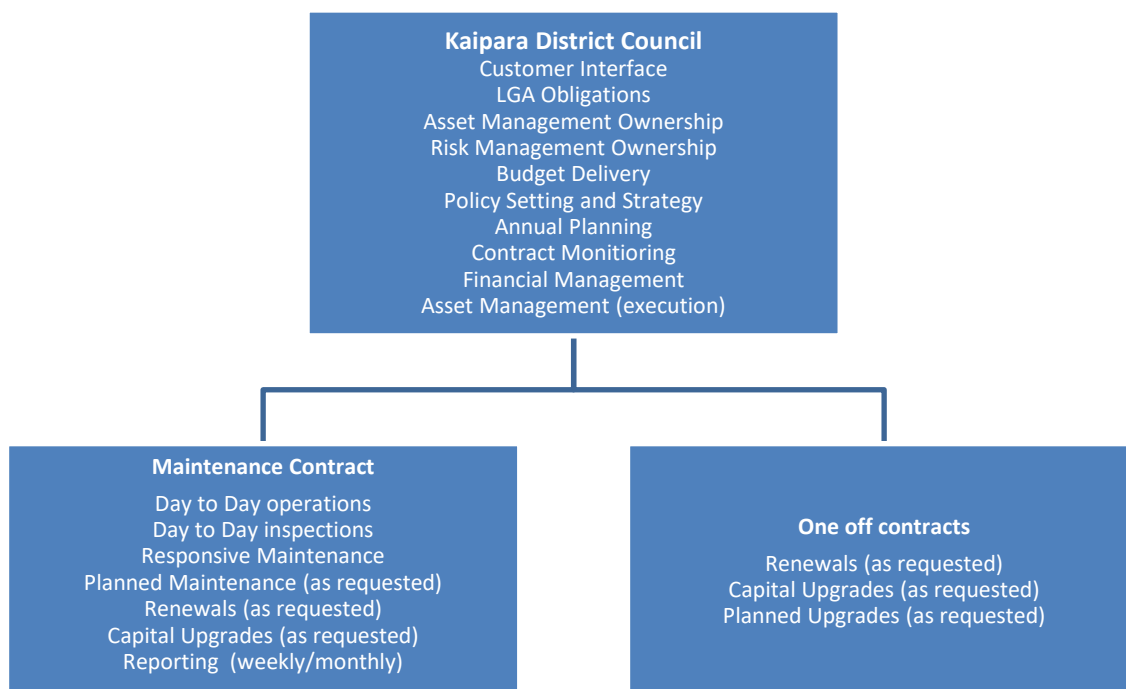 Kaipara District Council
Customer Interface
LGA Obligations
Asset Management Ownership
Risk Management Ownership
Budget Delivery
Policy Setting and Strategy
Annual Planning
Contract Monitioring
Financial Management
Asset Management (execution)
Maintenance Contract
Day to Day operations
Day to Day inspections
Responsive Maintenance
Planned Maintenance (as requested)
Renewals (as requested)
Capital Upgrades (as requested)
Reporting (weekly/monthly)
One off contracts
Renewals (as requested)
Capital Upgrades (as requested)
Planned Upgrades (as requested)